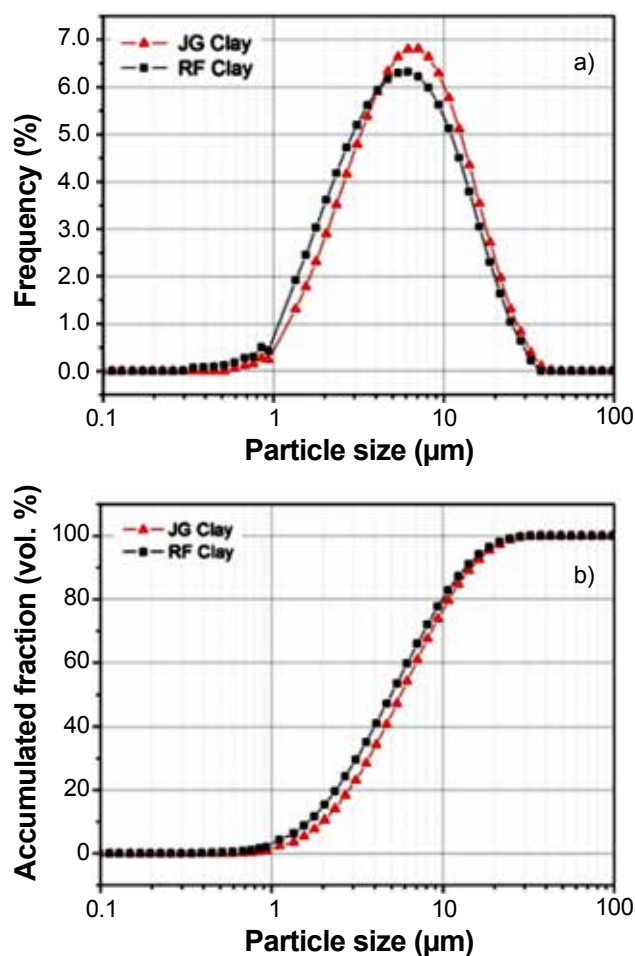 7.0
JG Clay
a)
RF Clay
6.0
5.0
4.0
3.0
2.0
1.0
0.0
Frequency (%)
0.1 1 10 100
Particle size (µm)
100
JG Clay
RF Clay
b)
80
60
40
20
0
Accumulated fraction (vol. %)
0.1 1 10 100
Particle size (µm)